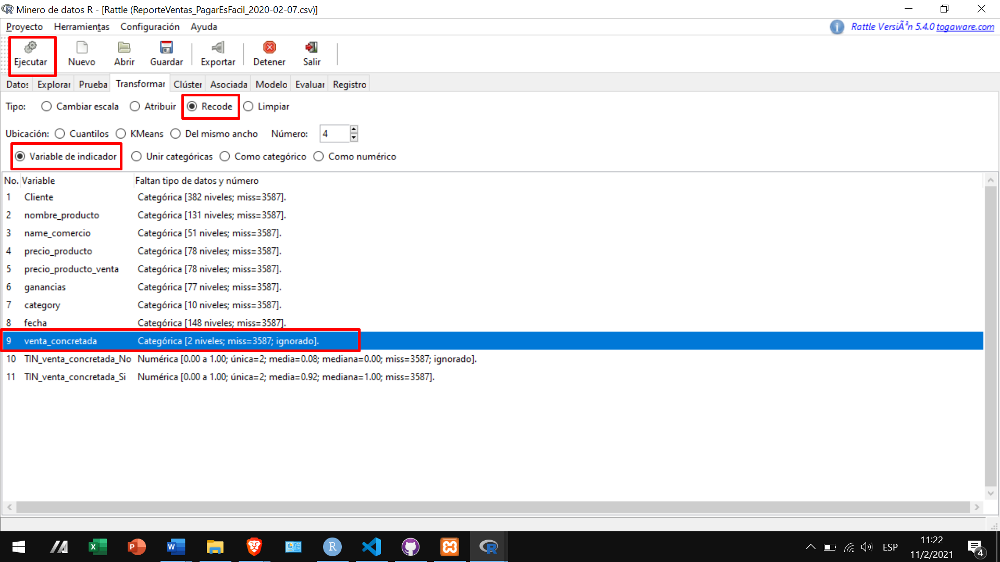 Minero de datos R - [Rattle (ReporteVentas_PagarEsFacil_2020-02-07.csv)]
Proyecto Herramientas Configuración Ayuda Rattle VersiÃ³n 5.4.0 togaware.com
Ejecutar Nuevo Abrir Guardar Exportar Detener Salir
Datos Explorar Prueba Transformar Clúster Asociada Modelo Evaluar Registro
Tipo: Cambiar escala Atribuir Recode Limpiar
Ubicación: Cuantilos KMeans Del mismo ancho Número: 4
Variable de indicador Unir categóricas Como categórico Como numérico
No. Variable Faltan tipo de datos y número
1 Cliente Categórica [382 niveles; miss=3587].
2 nombre_producto Categórica [131 niveles; miss=3587].
3 name_comercio Categórica [51 niveles; miss=3587].
4 precio_producto Categórica [78 niveles; miss=3587].
5 precio_producto_venta Categórica [78 niveles; miss=3587].
6 ganancias Categórica [77 niveles; miss=3587].
7 category Categórica [10 niveles; miss=3587].
8 fecha Categórica [148 niveles; miss=3587].
9 venta_concretada Categórica [2 niveles; miss=3587; ignorado].
10 TIN_venta_concretada_No Numérica [0.00 a 1.00; única=2; media=0.08; mediana=0.00; miss=3587; ignorado].
11 TIN_venta_concretada_Si Numérica [0.00 a 1.00; única=2; media=0.92; mediana=1.00; miss=3587].
ESP 11:22
11/2/2021 4